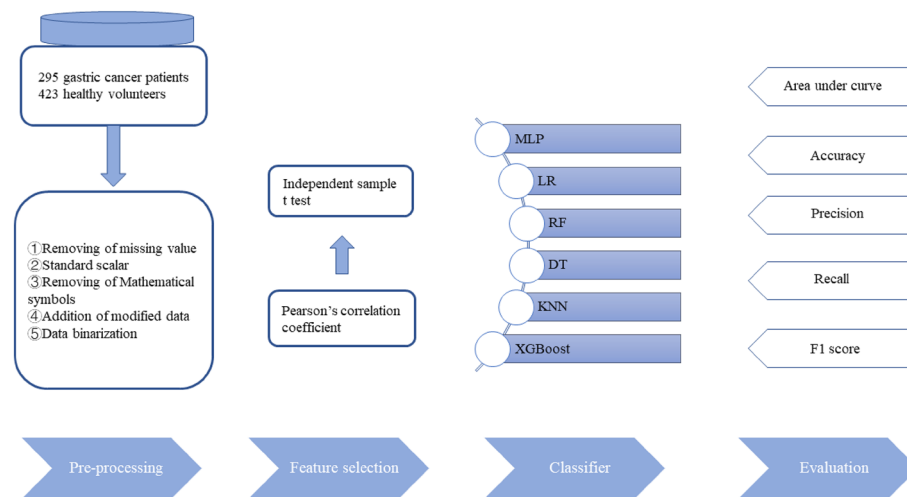 295 gastric cancer patients
423 healthy volunteers
①Removing of missing value
②Standard scalar
③Removing of Mathematical
symbols
④Addition of modified data
⑤Data binarization
Independent sample
t test
Pearson’s correlation
coefficient
MLP
LR
RF
DT
KNN
XGBoost
Area under curve
Accuracy
Precision
Recall
F1 score
Pre-processing
Feature selection
Classifier
Evaluation